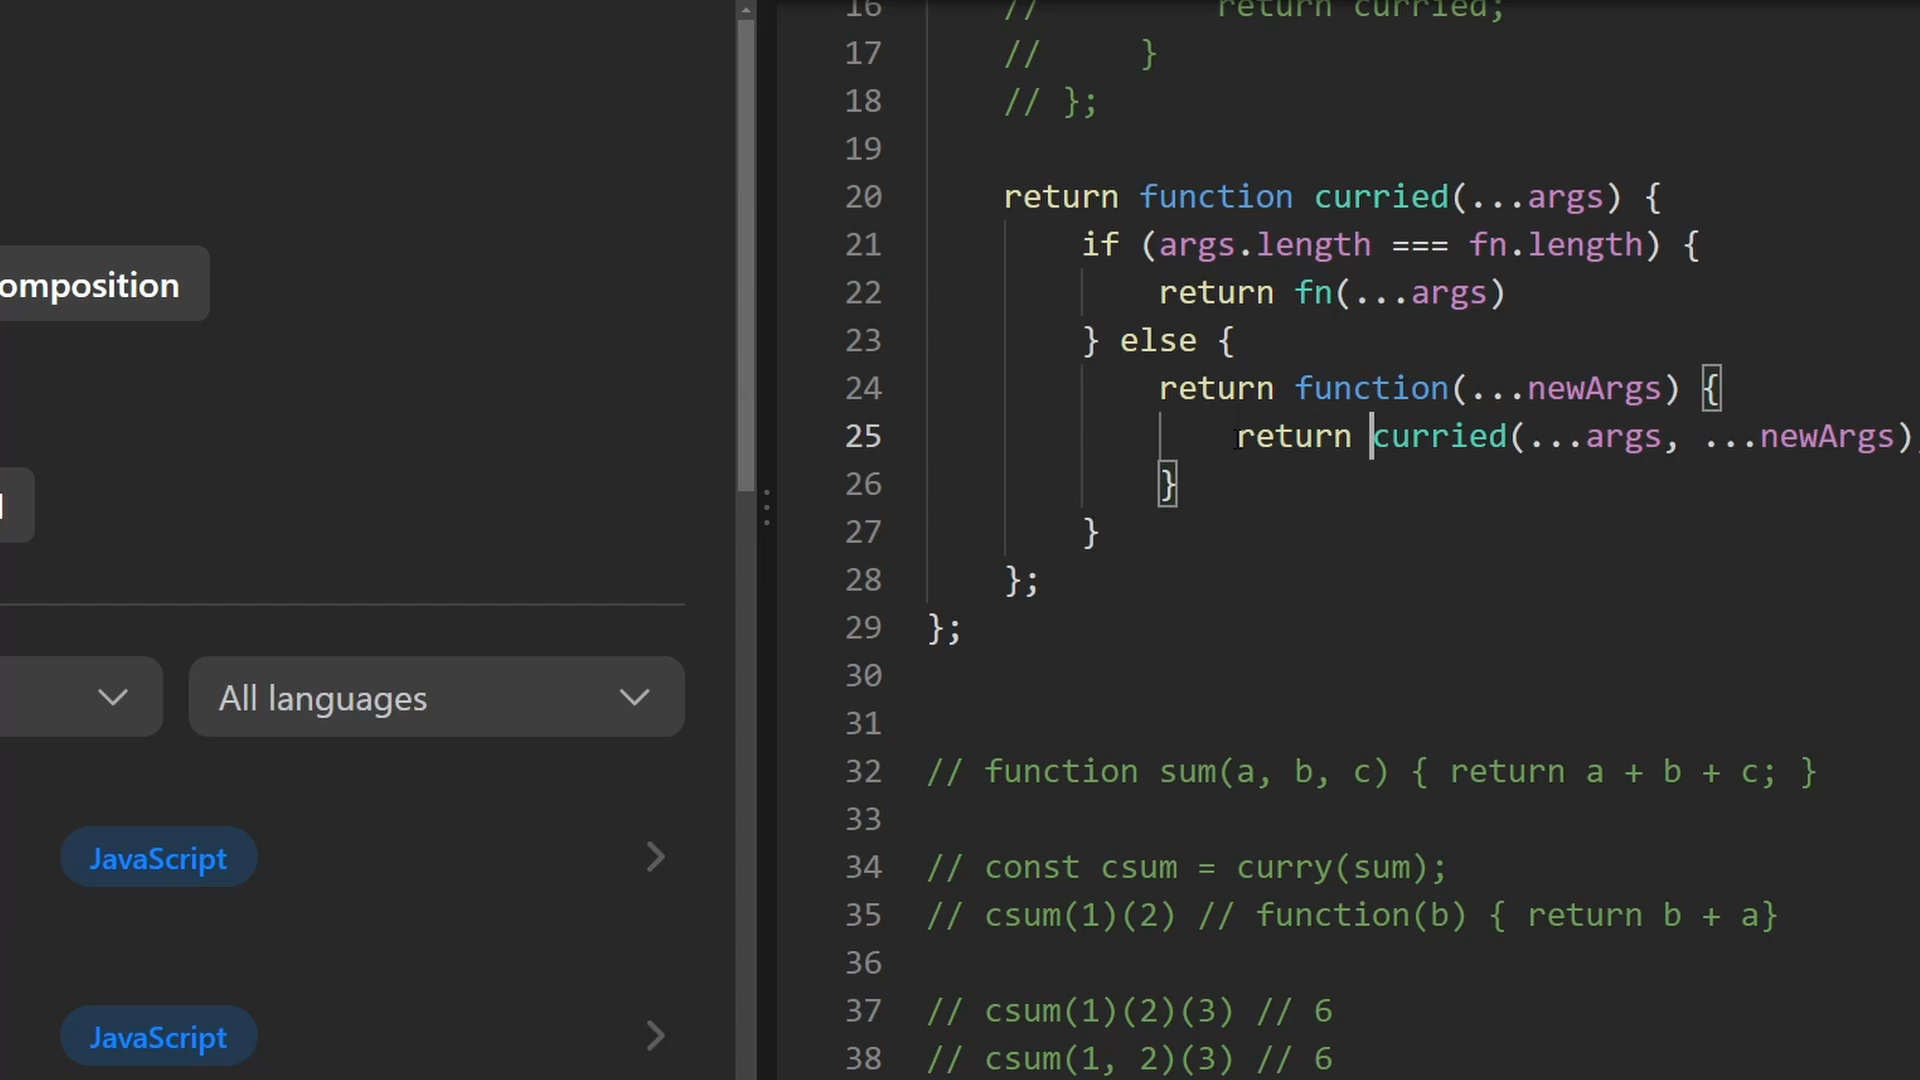 omposition
All languages
JavaScript
JavaScript
16 // return curried;
17 // }
18 // };
19
20 return function curried(...args) {
21 if (args.length === fn.length) {
22 return fn(...args)
23 } else {
24 return function(...newArgs) {
25 return curried(...args, ...newArgs)
26 }
27 }
28 };
29 };
30
31
32 // function sum(a, b, c) { return a + b + c; }
33
34 // const csum = curry(sum);
35 // csum(1)(2) // function(b) { return b + a}
36
37 // csum(1)(2)(3) // 6
38 // csum(1, 2)(3) // 6